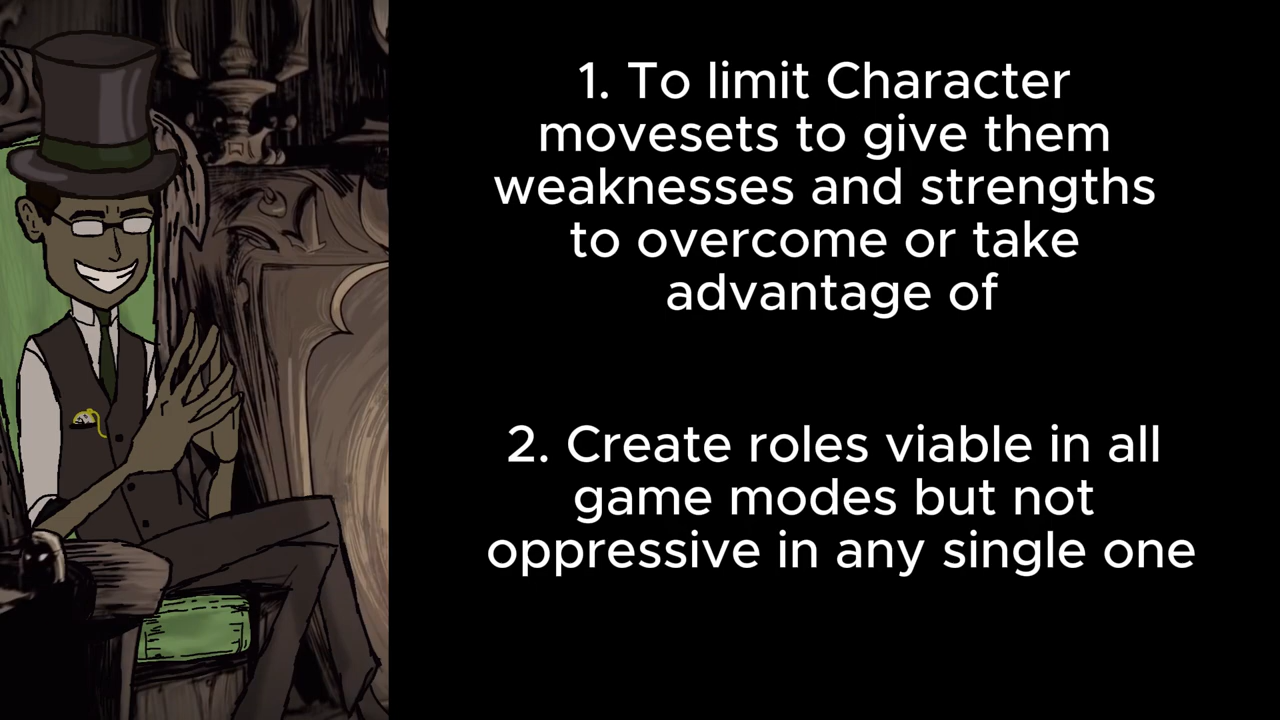 1. To limit Character
movesets to give them
weaknesses and strengths
to overcome or take
advantage of
2. Create roles viable in all
game modes but not
oppressive in any single one